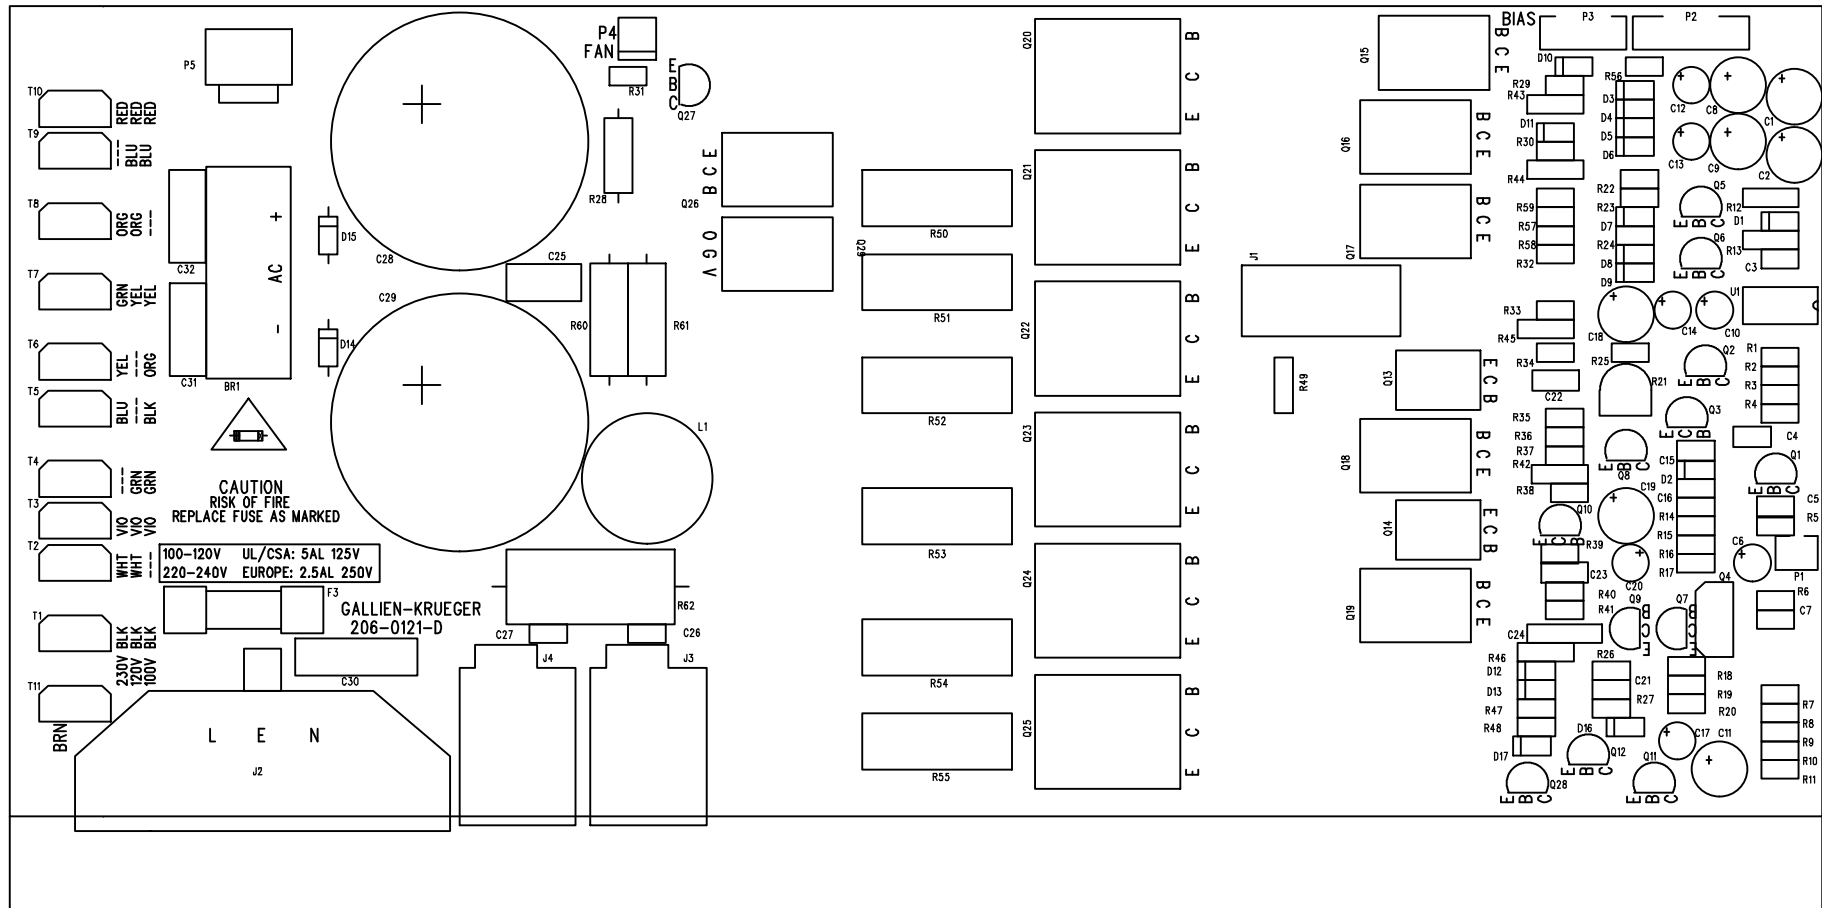 BIAS
P3
P2
P4
FAN
P5
T10
RED
RED
RED
T9
---
BLU
BLU
T8
ORG
ORG
---
T7
GRN
YEL
YEL
T6
YEL
---
ORG
T5
BLU
---
BLK
T4
---
GRN
GRN
T3
VIO
VIO
VIO
T2
WHT
WHT
---
T1
230V BLK
120V BLK
100V BLK
T11
BRN
C32
C31
+
AC
-
BR1
D15
D14
C28
C29
C25
R31
E
B
C
Q27
R28
Q26
B C E
O G V
Q29
R60
R61
L1
CAUTION
RISK OF FIRE
REPLACE FUSE AS MARKED
100-120V UL/CSA: 5AL 125V
220-240V EUROPE: 2.5AL 250V
F3
GALLIEN-KRUEGER
206-0121-D
C30
L E N
J2
R62
C27
C26
J4
J3
R50
R51
R52
R53
R54
R55
Q20
B
C
E
Q21
B
C
E
Q22
B
C
E
Q23
B
C
E
Q24
B
C
E
Q25
B
C
E
J1
R49
Q15
B C E
Q16
B C E
Q17
B C E
Q13
E C B
Q18
B C E
Q14
E C B
Q19
B C E
D10
R29
R43
D11
R30
R44
R59
R57
R58
R32
R33
R45
R34
C22
R35
R36
R37
R42
R38
Q10
E C B
R39
C23
R40
R41
C24
R46
D12
D13
R47
R48
D17
Q28
E B C
R56
D3
D4
D5
D6
R22
R23
D7
R24
D8
D9
C18
R25
R21
Q8
E B C
C19
C20
Q9
B C E
Q7
B C E
Q4
R26
C21
R27
D16
Q12
E B C
Q11
E B C
C12
C8
C1
C13
C9
C2
Q5
E B C
R12
D1
Q6
E B C
R13
C3
U1
C14
C10
Q2
E B C
R1
R2
R3
R4
Q3
E C B
C4
C15
D2
C16
R14
R15
R16
R17
Q1
E B C
C5
R5
C6
P1
R6
C7
R18
R19
R20
C17
C11
R7
R8
R9
R10
R11